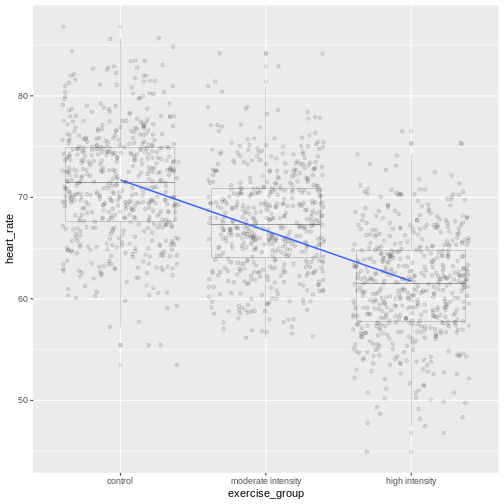 80
70
60
50
heart_rate
control
moderate intensity
high intensity
exercise_group